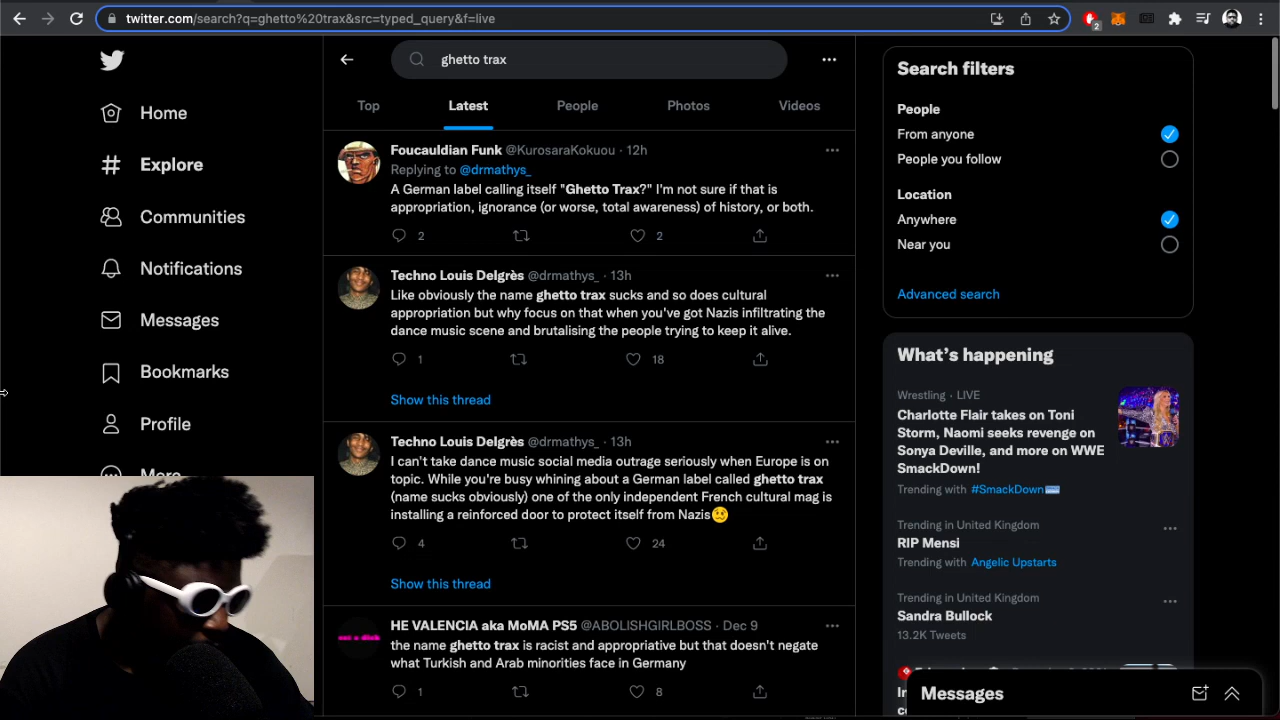 twitter.com/search?q=ghetto%20trax&src=typed_query&f=live
2
ghetto trax
Top
Latest
People
Photos
Videos
Home
Explore
Communities
Notifications
Messages
Bookmarks
Profile
More
Foucauldian Funk @KurosaraKokuou · 12h
Replying to @drmathys_
A German label calling itself "Ghetto Trax?" I'm not sure if that is
appropriation, ignorance (or worse, total awareness) of history, or both.
2
2
Techno Louis Delgrès @drmathys_ · 13h
Like obviously the name ghetto trax sucks and so does cultural
appropriation but why focus on that when you've got Nazis infiltrating the
dance music scene and brutalising the people trying to keep it alive.
1
18
Show this thread
Techno Louis Delgrès @drmathys_ · 13h
I can't take dance music social media outrage seriously when Europe is on
topic. While you're busy whining about a German label called ghetto trax
(name sucks obviously) one of the only independent French cultural mag is
installing a reinforced door to protect itself from Nazis🥴
4
24
Show this thread
HE VALENCIA aka MoMA PS5 @ABOLISHGIRLBOSS · Dec 9
the name ghetto trax is racist and appropriative but that doesn't negate
what Turkish and Arab minorities face in Germany
1
8
Search filters
People
From anyone
People you follow
Location
Anywhere
Near you
Advanced search
What's happening
Wrestling · LIVE
Charlotte Flair takes on Toni
Storm, Naomi seeks revenge on
Sonya Deville, and more on WWE
SmackDown!
Trending with #SmackDown
Trending in United Kingdom
RIP Mensi
Trending with Angelic Upstarts
Trending in United Kingdom
Sandra Bullock
13.2K Tweets
Messages